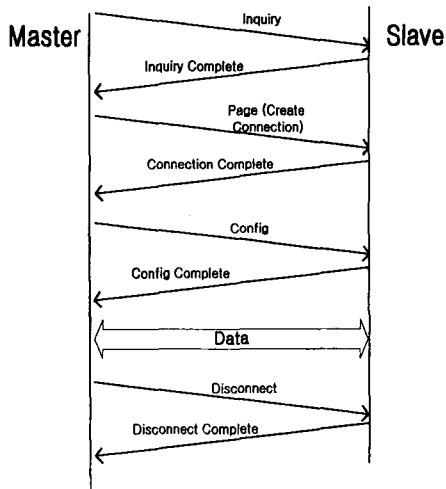 Master
Slave
Inquiry
Inquiry Complete
Page (Create
Connection)
Connection Complete
Config
Config Complete
Data
Disconnect
Disconnect Complete